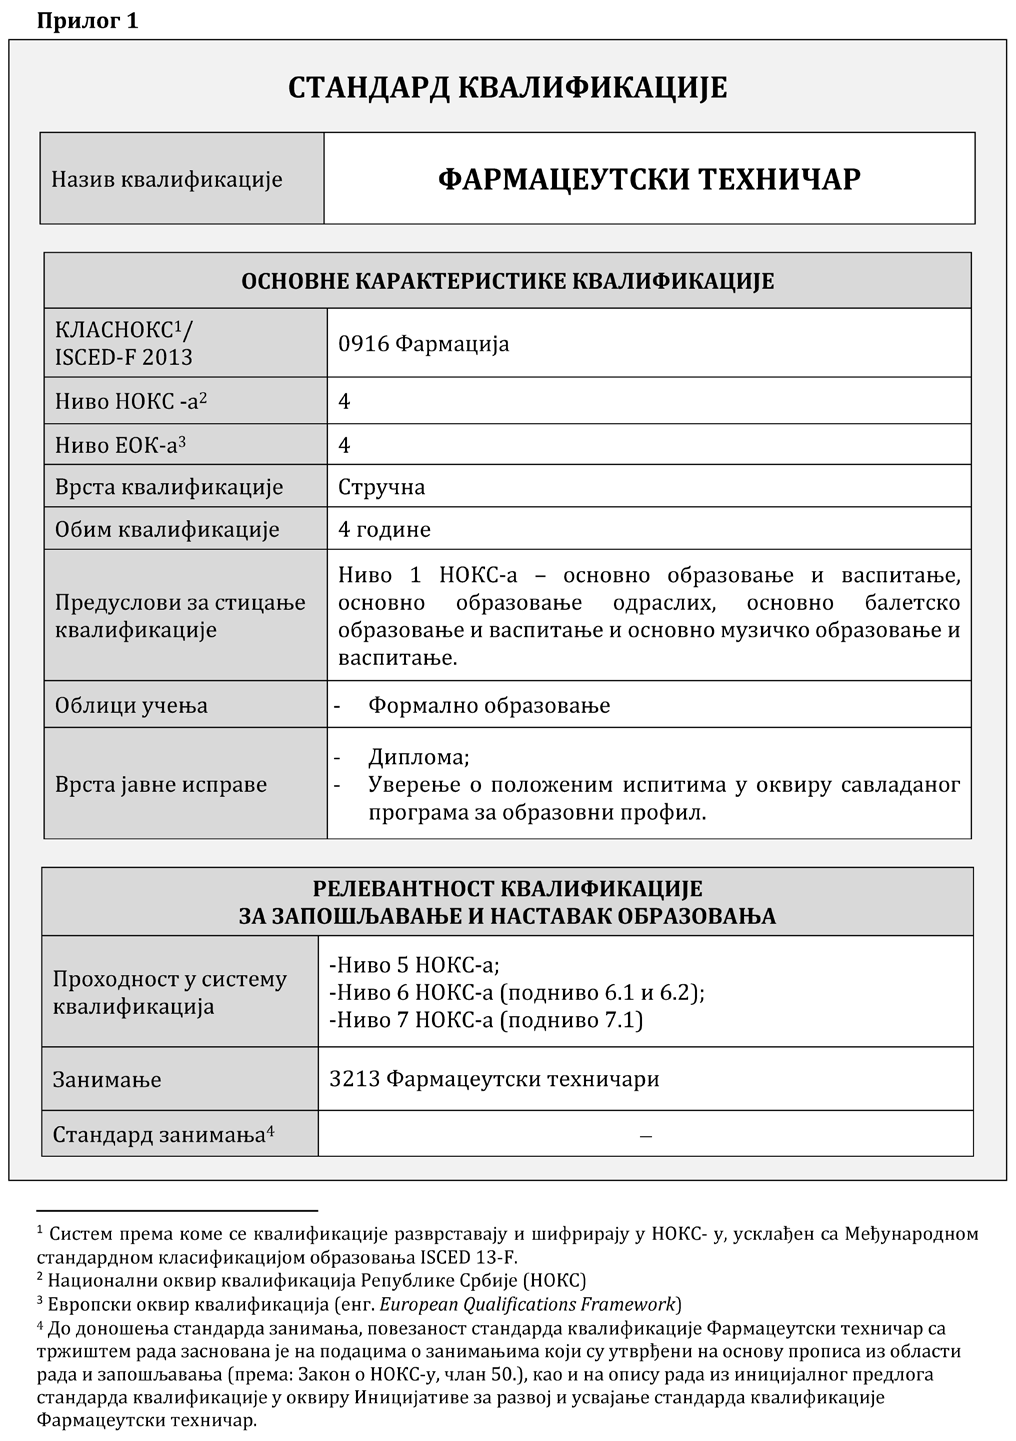 Прилог 1
СТАНДАРД КВАЛИФИКАЦИЈЕ
Назив квалификације
ФАРМАЦЕУТСКИ ТЕХНИЧАР
ОСНОВНЕ КАРАКТЕРИСТИКЕ КВАЛИФИКАЦИЈЕ
КЛАСНОКС¹/
ISCED-F 2013
0916 Фармација
Ниво НОКС -а²
4
Ниво ЕОК-а³
4
Врста квалификације
Стручна
Обим квалификације
4 године
Предуслови за стицање
квалификације
Ниво 1 НОКС-а – основно образовање и васпитање,
основно образовање одраслих, основно балетско
образовање и васпитање и основно музичко образовање и
васпитање.
Облици учења
- Формално образовање
Врста јавне исправе
- Диплома;
- Уверење о положеним испитима у оквиру савладаног
програма за образовни профил.
РЕЛЕВАНТНОСТ КВАЛИФИКАЦИЈЕ
ЗА ЗАПОШЉАВАЊЕ И НАСТАВАК ОБРАЗОВАЊА
Проходност у систему
квалификација
-Ниво 5 НОКС-а;
-Ниво 6 НОКС-а (поднивo 6.1 и 6.2);
-Ниво 7 НОКС-а (поднивo 7.1)
Занимање
3213 Фармацеутски техничари
Стандард занимања⁴
–
¹ Систем према коме се квалификације разврставају и шифрирају у НОКС- у, усклађен са Међународном
стандардном класификацијом образовања ISCED 13-F.
² Национални оквир квалификација Републике Србије (НОКС)
³ Европски оквир квалификација (енг. European Qualifications Framework)
⁴ До доношења стандарда занимања, повезаност стандарда квалификације Фармацеутски техничар са
тржиштем рада заснована је на подацима о занимањима који су утврђени на основу прописа из области
рада и запошљавања (према: Закон о НОКС-у, члан 50.), као и на опису рада из иницијалног предлога
стандарда квалификације у оквиру Иницијативе за развој и усвајање стандарда квалификације
Фармацеутски техничар.